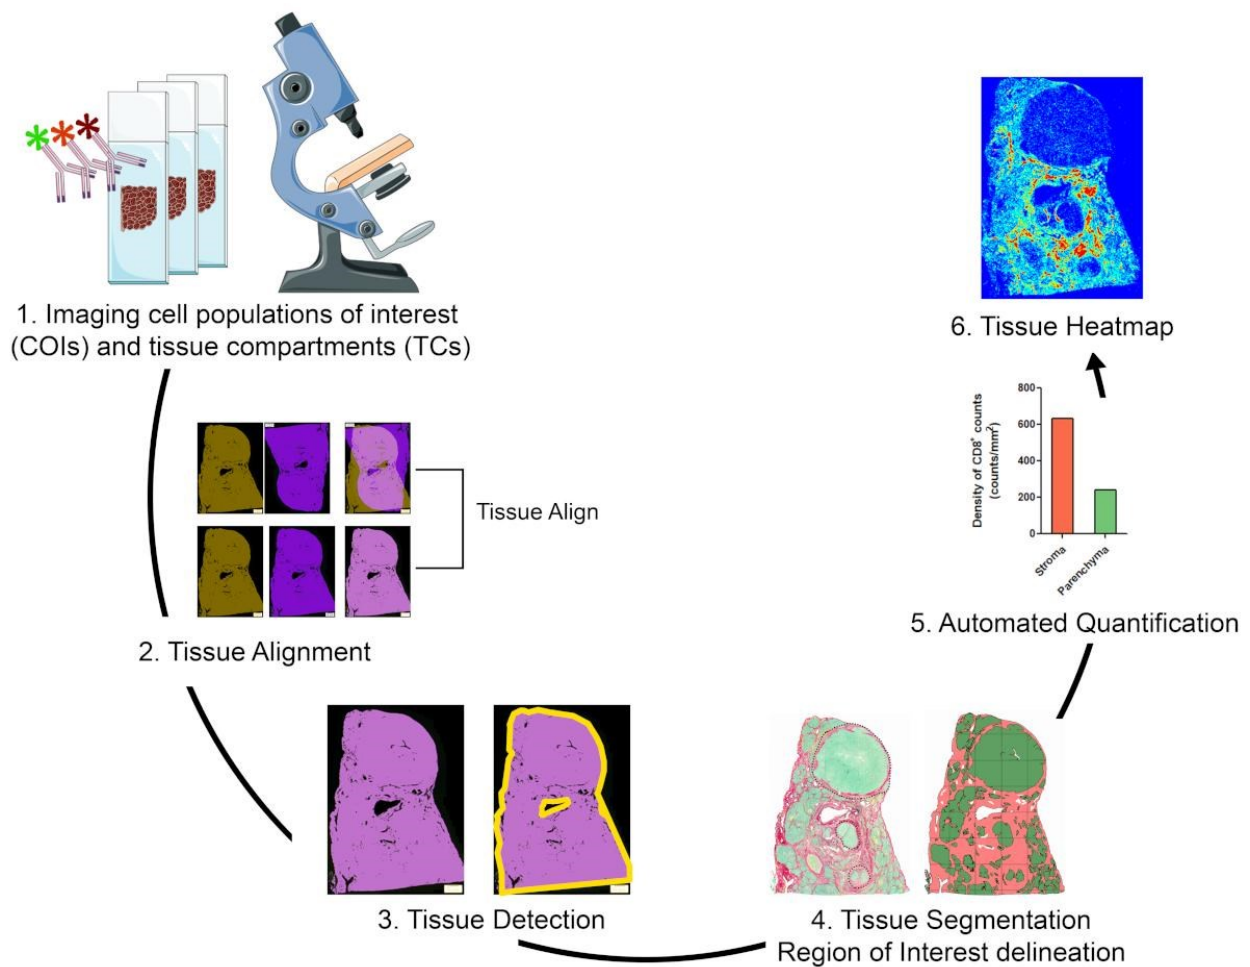 1. Imaging cell populations of interest
(COIs) and tissue compartments (TCs)
Tissue Align
2. Tissue Alignment
3. Tissue Detection
4. Tissue Segmentation
Region of Interest delineation
5. Automated Quantification
Density of CD8⁺ counts
(counts/mm²)
800
600
400
200
0
Stroma
Parenchyma
6. Tissue Heatmap